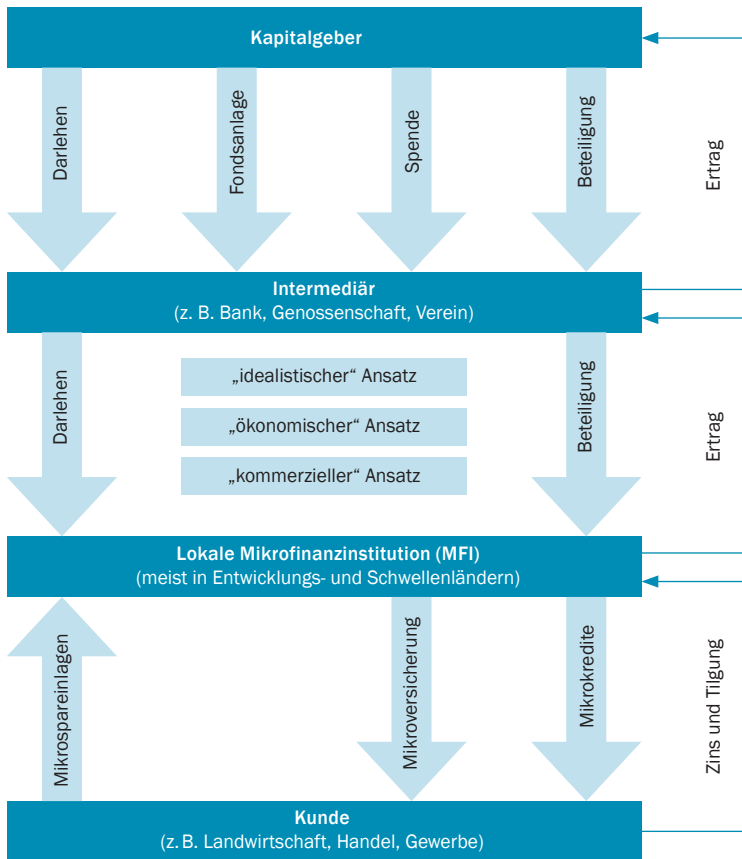 Kapitalgeber
Darlehen
Fondsanlage
Spende
Beteiligung
Ertrag
Intermediär
(z. B. Bank, Genossenschaft, Verein)
Darlehen
„idealistischer“ Ansatz
„ökonomischer“ Ansatz
„kommerzieller“ Ansatz
Beteiligung
Ertrag
Lokale Mikrofinanzinstitution (MFI)
(meist in Entwicklungs- und Schwellenländern)
Mikrospareinlagen
Mikroversicherung
Mikrokredite
Zins und Tilgung
Kunde
(z. B. Landwirtschaft, Handel, Gewerbe)